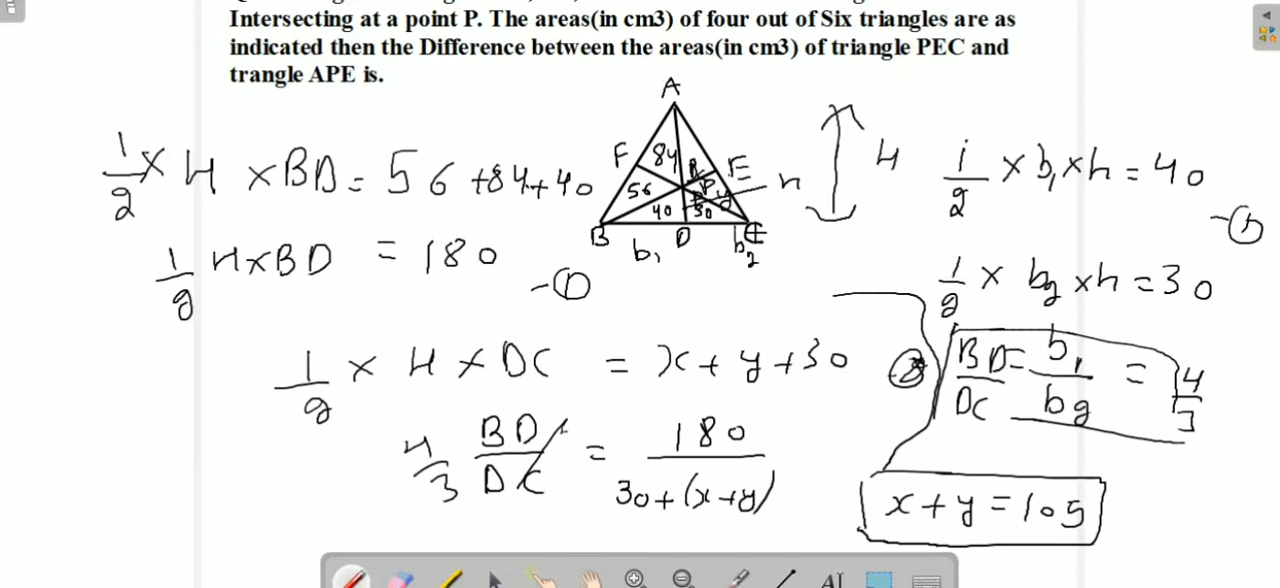 Intersecting at a point P. The areas(in cm3) of four out of Six triangles are as
indicated then the Difference between the areas(in cm3) of triangle PEC and
trangle APE is.
A
F 84 E
56 P
40 30
B D
b1 b2
h
H
1/2 × H × BD = 56 + 84 + 40
1/2 H × BD = 180 - ①
1/2 × H × DC = x + y + 30 ②
4/3 BD/DC = 180/30+(x+y)
1/2 × b1 × h = 40
1/2 × b2 × h = 30
BD/DC = b1/b2 = 4/3
x + y = 105